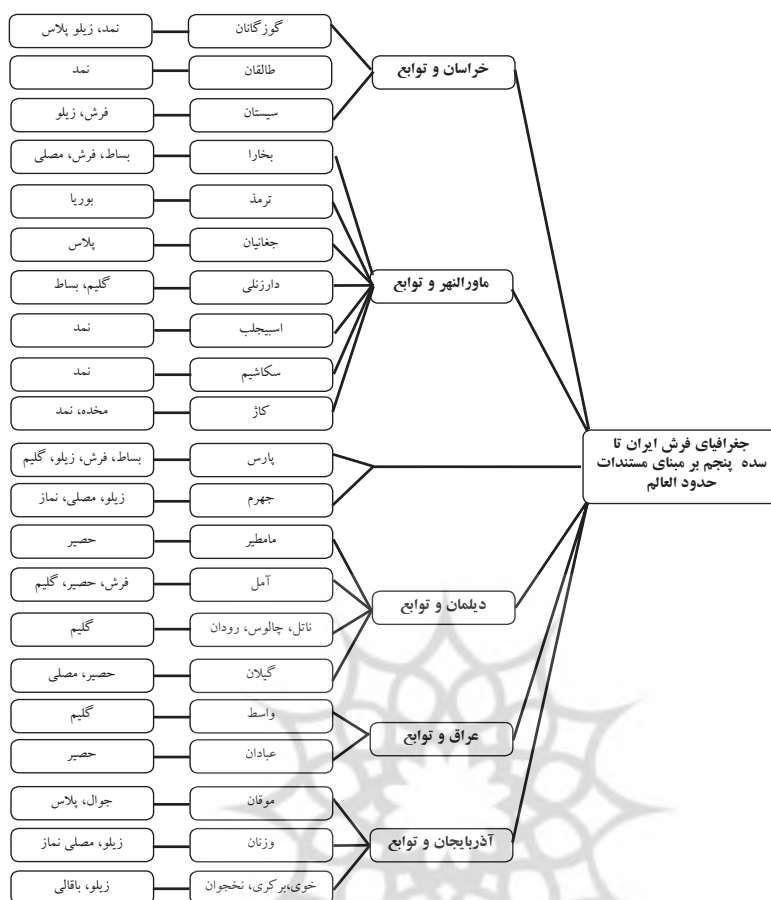 جغرافیای فرش ایران تا
سده پنجم بر مبنای مستندات
حدود العالم
خراسان و توابع
گوزگانان
نمد، زیلو پلاس
طالقان
نمد
سیستان
فرش، زیلو
ماورالنهر و توابع
بخارا
بساط، فرش، مصلی
ترمذ
بوریا
جغانیان
پلاس
دارزنلی
گلیم، بساط
اسبیجلب
نمد
سکاشیم
نمد
کاژ
مخده، نمد
پارس
بساط، فرش، زیلو، گلیم
جهرم
زیلو، مصلی، نماز
دیلمان و توابع
مامطیر
حصیر
آمل
فرش، حصیر، گلیم
ناتل، چالوس، رودان
گلیم
گیلان
حصیر، مصلی
عراق و توابع
واسط
گلیم
عبادان
حصیر
آذربایجان و توابع
موقان
جوال، پلاس
وزنان
زیلو، مصلی نماز
خوی،برکری، نخجوان
زیلو، باقالی